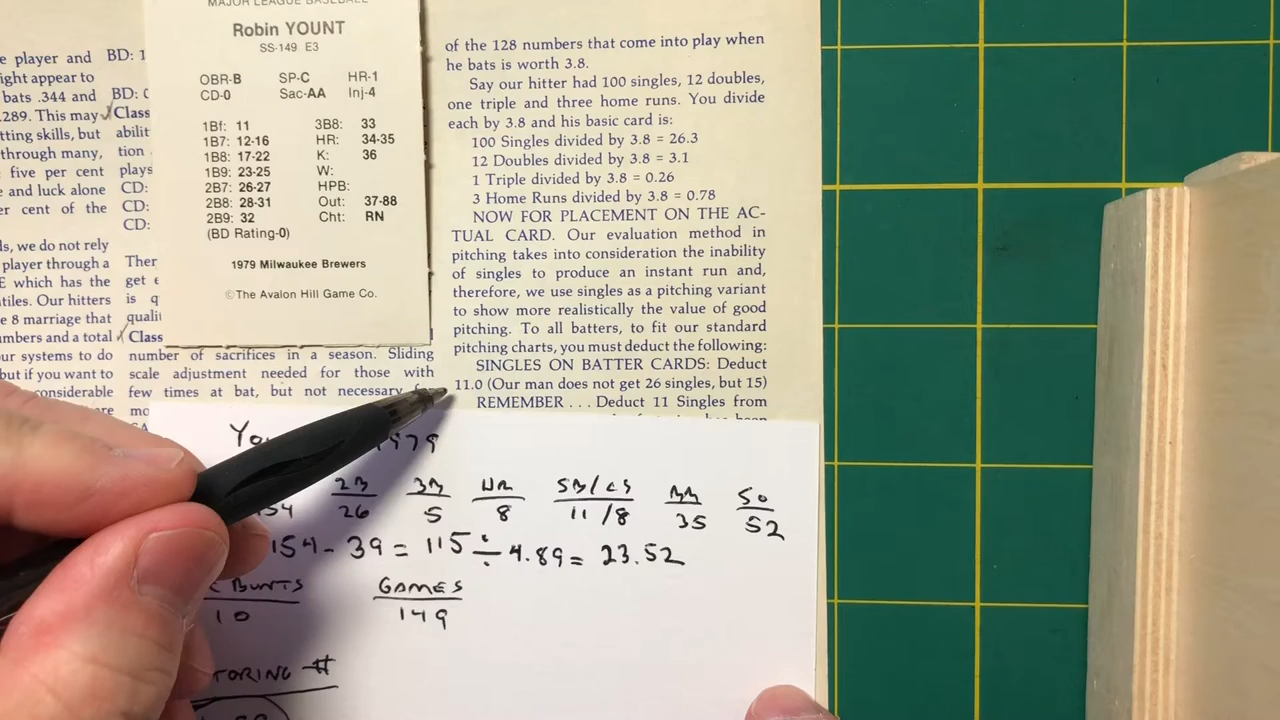 e player and
ight appear to
bats .344 and
.289. This may
tting skills, but
through many,
five per cent
e and luck alone
er cent of the
s, we do not rely
player through a
E which has the
tiles. Our hitters
e 8 marriage that
mbers and a total
our systems to do
but if you want to
considerable
BD: 1
BD: 0
Class
abilit
tion
plays
CD:
CD:
CD:
Ther
get
is q
quali
Class
number of sacrifices in a season. Sliding
scale adjustment needed for those with
few times at bat, but not necessary
mo
MAJOR LEAGUE BASEBALL
Robin YOUNT
SS-149 E3
OBR-B SP-C HR-1
CD-0 Sac-AA Inj-4
1Bf: 11 3B8: 33
1B7: 12-16 HR: 34-35
1B8: 17-22 K: 36
1B9: 23-25 W:
2B7: 26-27 HPB:
2B8: 28-31 Out: 37-88
2B9: 32 Cht: RN
(BD Rating-0)
1979 Milwaukee Brewers
©The Avalon Hill Game Co.
of the 128 numbers that come into play when
he bats is worth 3.8.
Say our hitter had 100 singles, 12 doubles,
one triple and three home runs. You divide
each by 3.8 and his basic card is:
100 Singles divided by 3.8 = 26.3
12 Doubles divided by 3.8 = 3.1
1 Triple divided by 3.8 = 0.26
3 Home Runs divided by 3.8 = 0.78
NOW FOR PLACEMENT ON THE AC-
TUAL CARD. Our evaluation method in
pitching takes into consideration the inability
of singles to produce an instant run and,
therefore, we use singles as a pitching variant
to show more realistically the value of good
pitching. To all batters, to fit our standard
pitching charts, you must deduct the following:
SINGLES ON BATTER CARDS: Deduct
11.0 (Our man does not get 26 singles, but 15)
REMEMBER . . . Deduct 11 Singles from
Yo 1979
2B 3B HR SB/CS BB SO
154 26 5 8 11/8 35 52
154 - 39 = 115 ÷ 4.89 = 23.52
BUNTS GAMES
10 149
TORING #